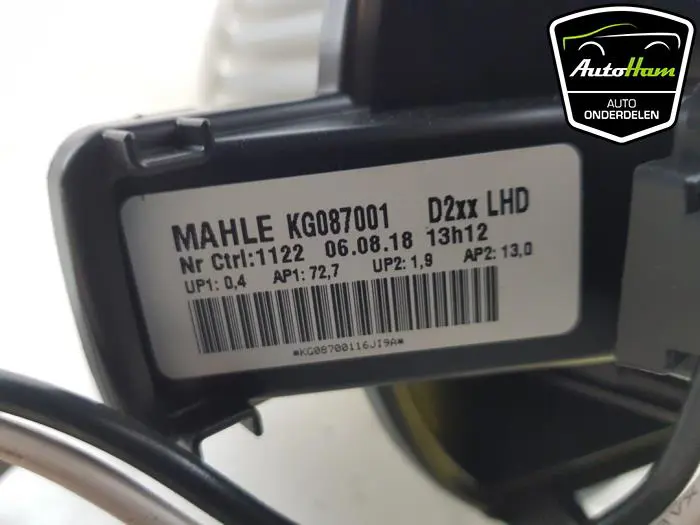 AutoHam
AUTO
ONDERDELEN
MAHLE KG087001 D2xx LHD
Nr Ctrl:1122 06.08.18 13h12
UP1: 0,4 AP1: 72,7 UP2: 1,9 AP2: 13,0
*KG08700116JI9A*